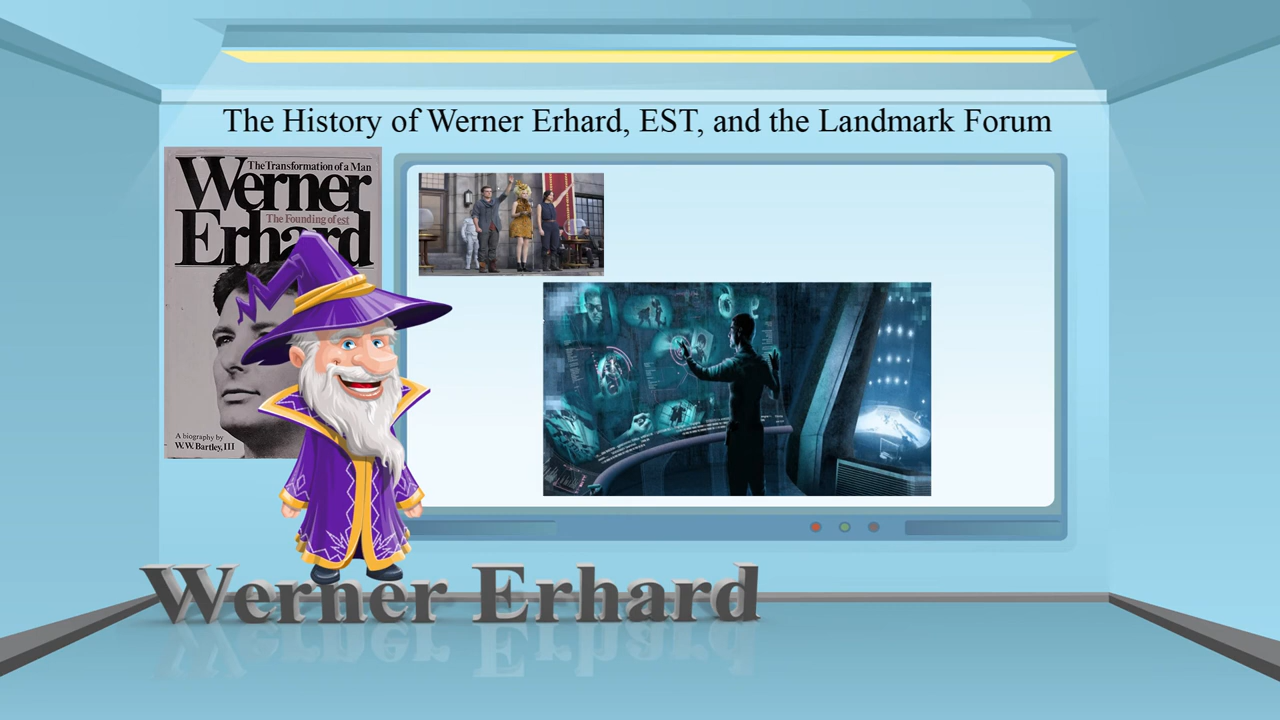 The History of Werner Erhard, EST, and the Landmark Forum
The Transformation of a Man
Werner
The Founding of est
Erhard
A biography by
W.W. Bartley, III
Werner Erhard